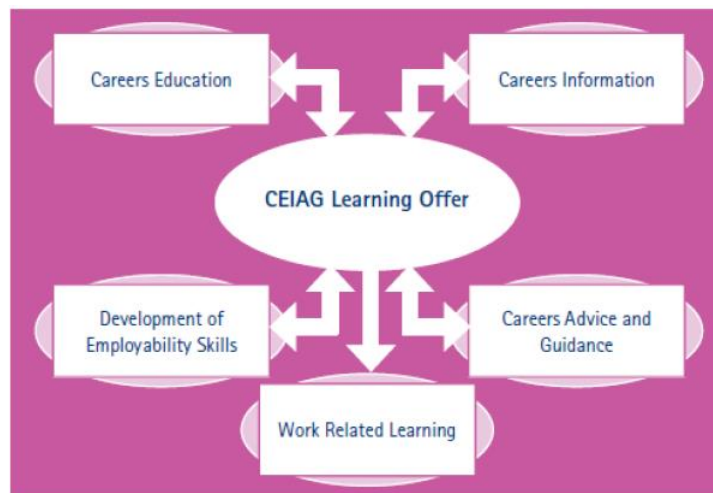 Careers Education
Careers Information
CEIAG Learning Offer
Development of
Employability Skills
Careers Advice and
Guidance
Work Related Learning